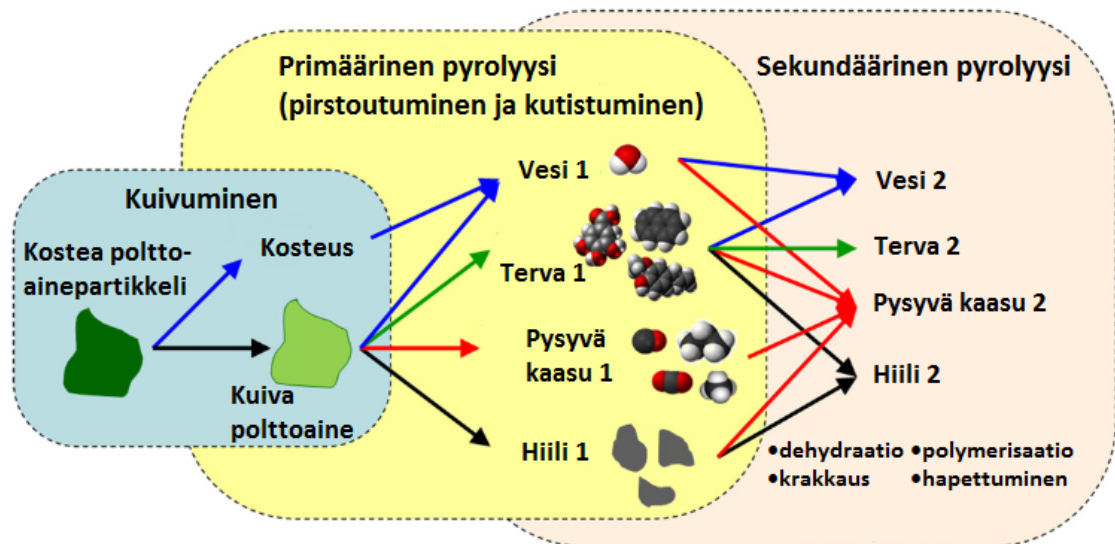 Primäärinen pyrolyysi
(pirstoutuminen ja kutistuminen)
Sekundäärinen pyrolyysi
Kuivuminen
Kostea poltto-
ainepartikkeli
Kosteus
Kuiva
polttoaine
Vesi 1
Terva 1
Pysyvä
kaasu 1
Hiili 1
Vesi 2
Terva 2
Pysyvä kaasu 2
Hiili 2
•dehydraatio •polymerisaatio
•krakkaus •hapettuminen